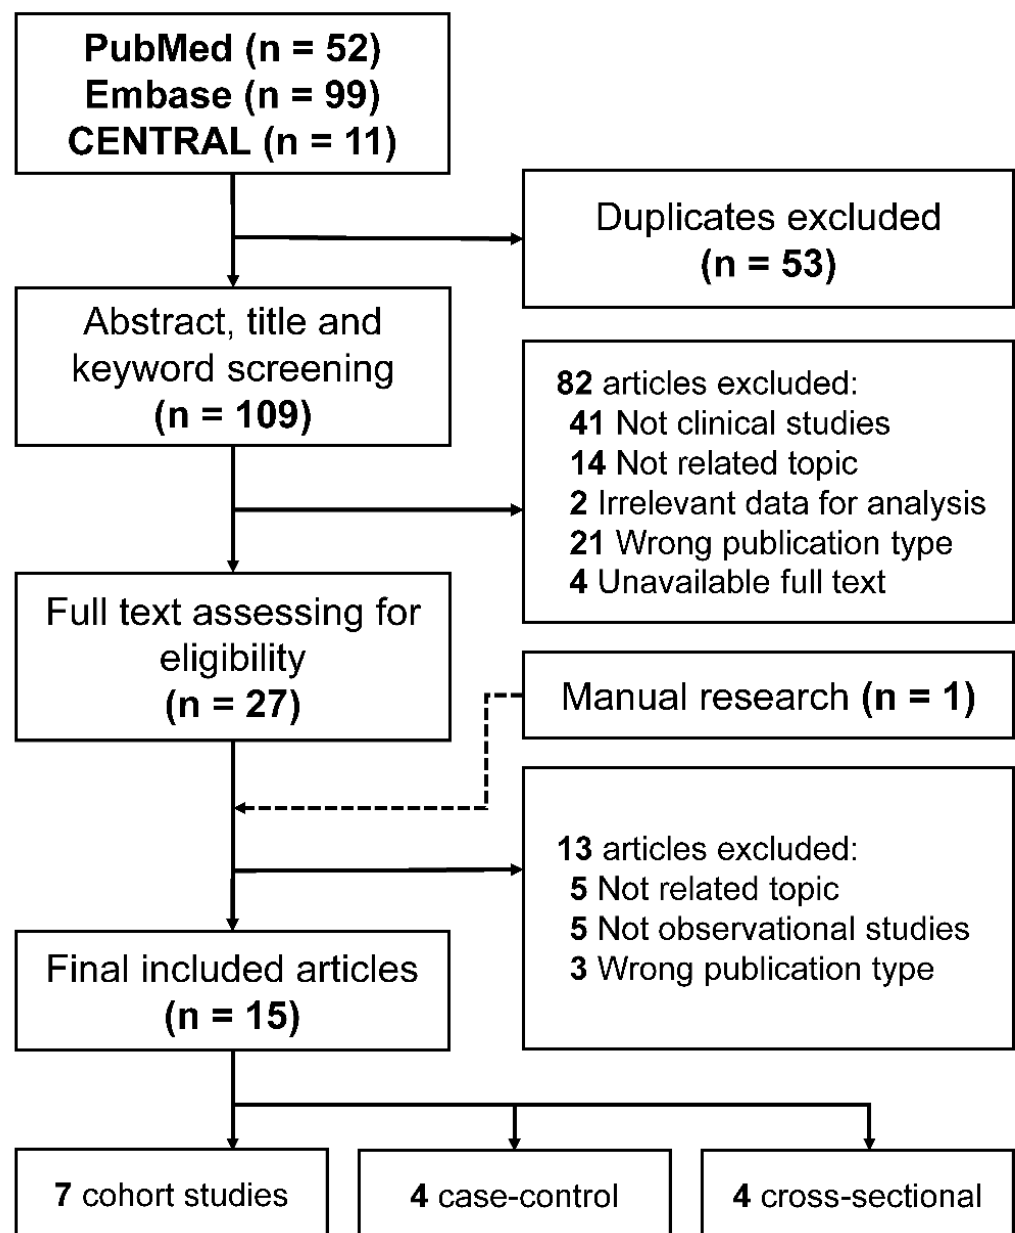 PubMed (n = 52)
Embase (n = 99)
CENTRAL (n = 11)
Duplicates excluded
(n = 53)
Abstract, title and
keyword screening
(n = 109)
82 articles excluded:
41 Not clinical studies
14 Not related topic
2 Irrelevant data for analysis
21 Wrong publication type
4 Unavailable full text
Full text assessing for
eligibility
(n = 27)
Manual research (n = 1)
13 articles excluded:
5 Not related topic
5 Not observational studies
3 Wrong publication type
Final included articles
(n = 15)
7 cohort studies
4 case-control
4 cross-sectional